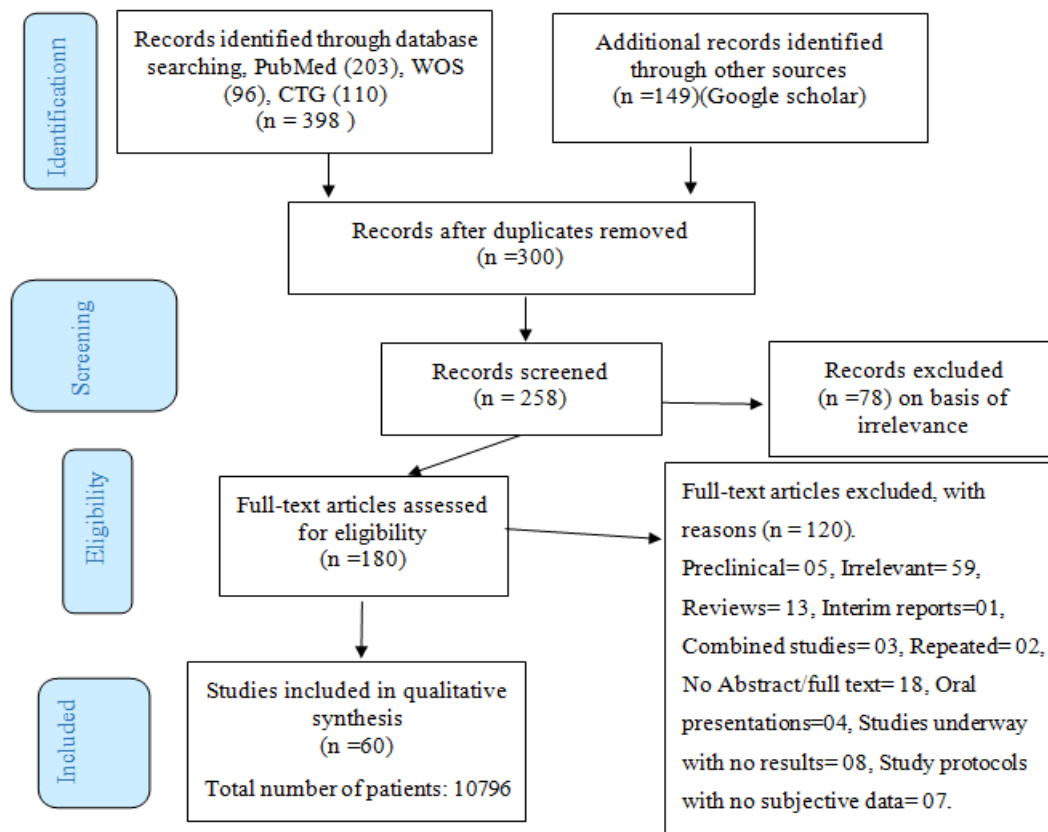 Identificationn
Records identified through database
searching, PubMed (203), WOS
(96), CTG (110)
(n = 398 )
Additional records identified
through other sources
(n =149)(Google scholar)
Records after duplicates removed
(n =300)
Screening
Records screened
(n = 258)
Records excluded
(n =78) on basis of
irrelevance
Eligibility
Full-text articles assessed
for eligibility
(n =180)
Full-text articles excluded, with
reasons (n = 120).
Preclinical= 05, Irrelevant= 59,
Reviews= 13, Interim reports=01,
Combined studies= 03, Repeated= 02,
No Abstract/full text= 18, Oral
presentations=04, Studies underway
with no results= 08, Study protocols
with no subjective data= 07.
Included
Studies included in qualitative
synthesis
(n =60)
Total number of patients: 10796